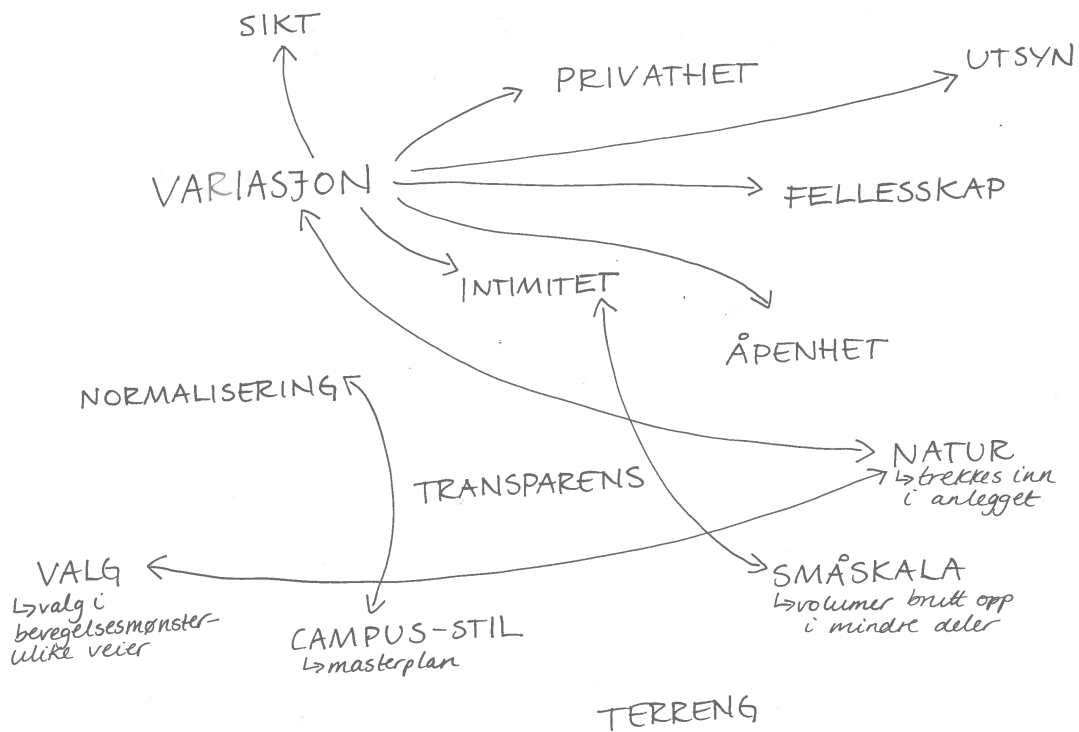 SIKT
PRIVATHET
UTSYN
VARIASJON
FELLESSKAP
INTIMITET
ÅPENHET
NORMALISERING
TRANSPARENS
NATUR
↳trekkes inn
i anlegget
VALG
↳valg i
bevegelsesmønster-
ulike veier
CAMPUS-STIL
↳masterplan
SMÅSKALA
↳volumer brutt opp
i mindre deler
TERRENG